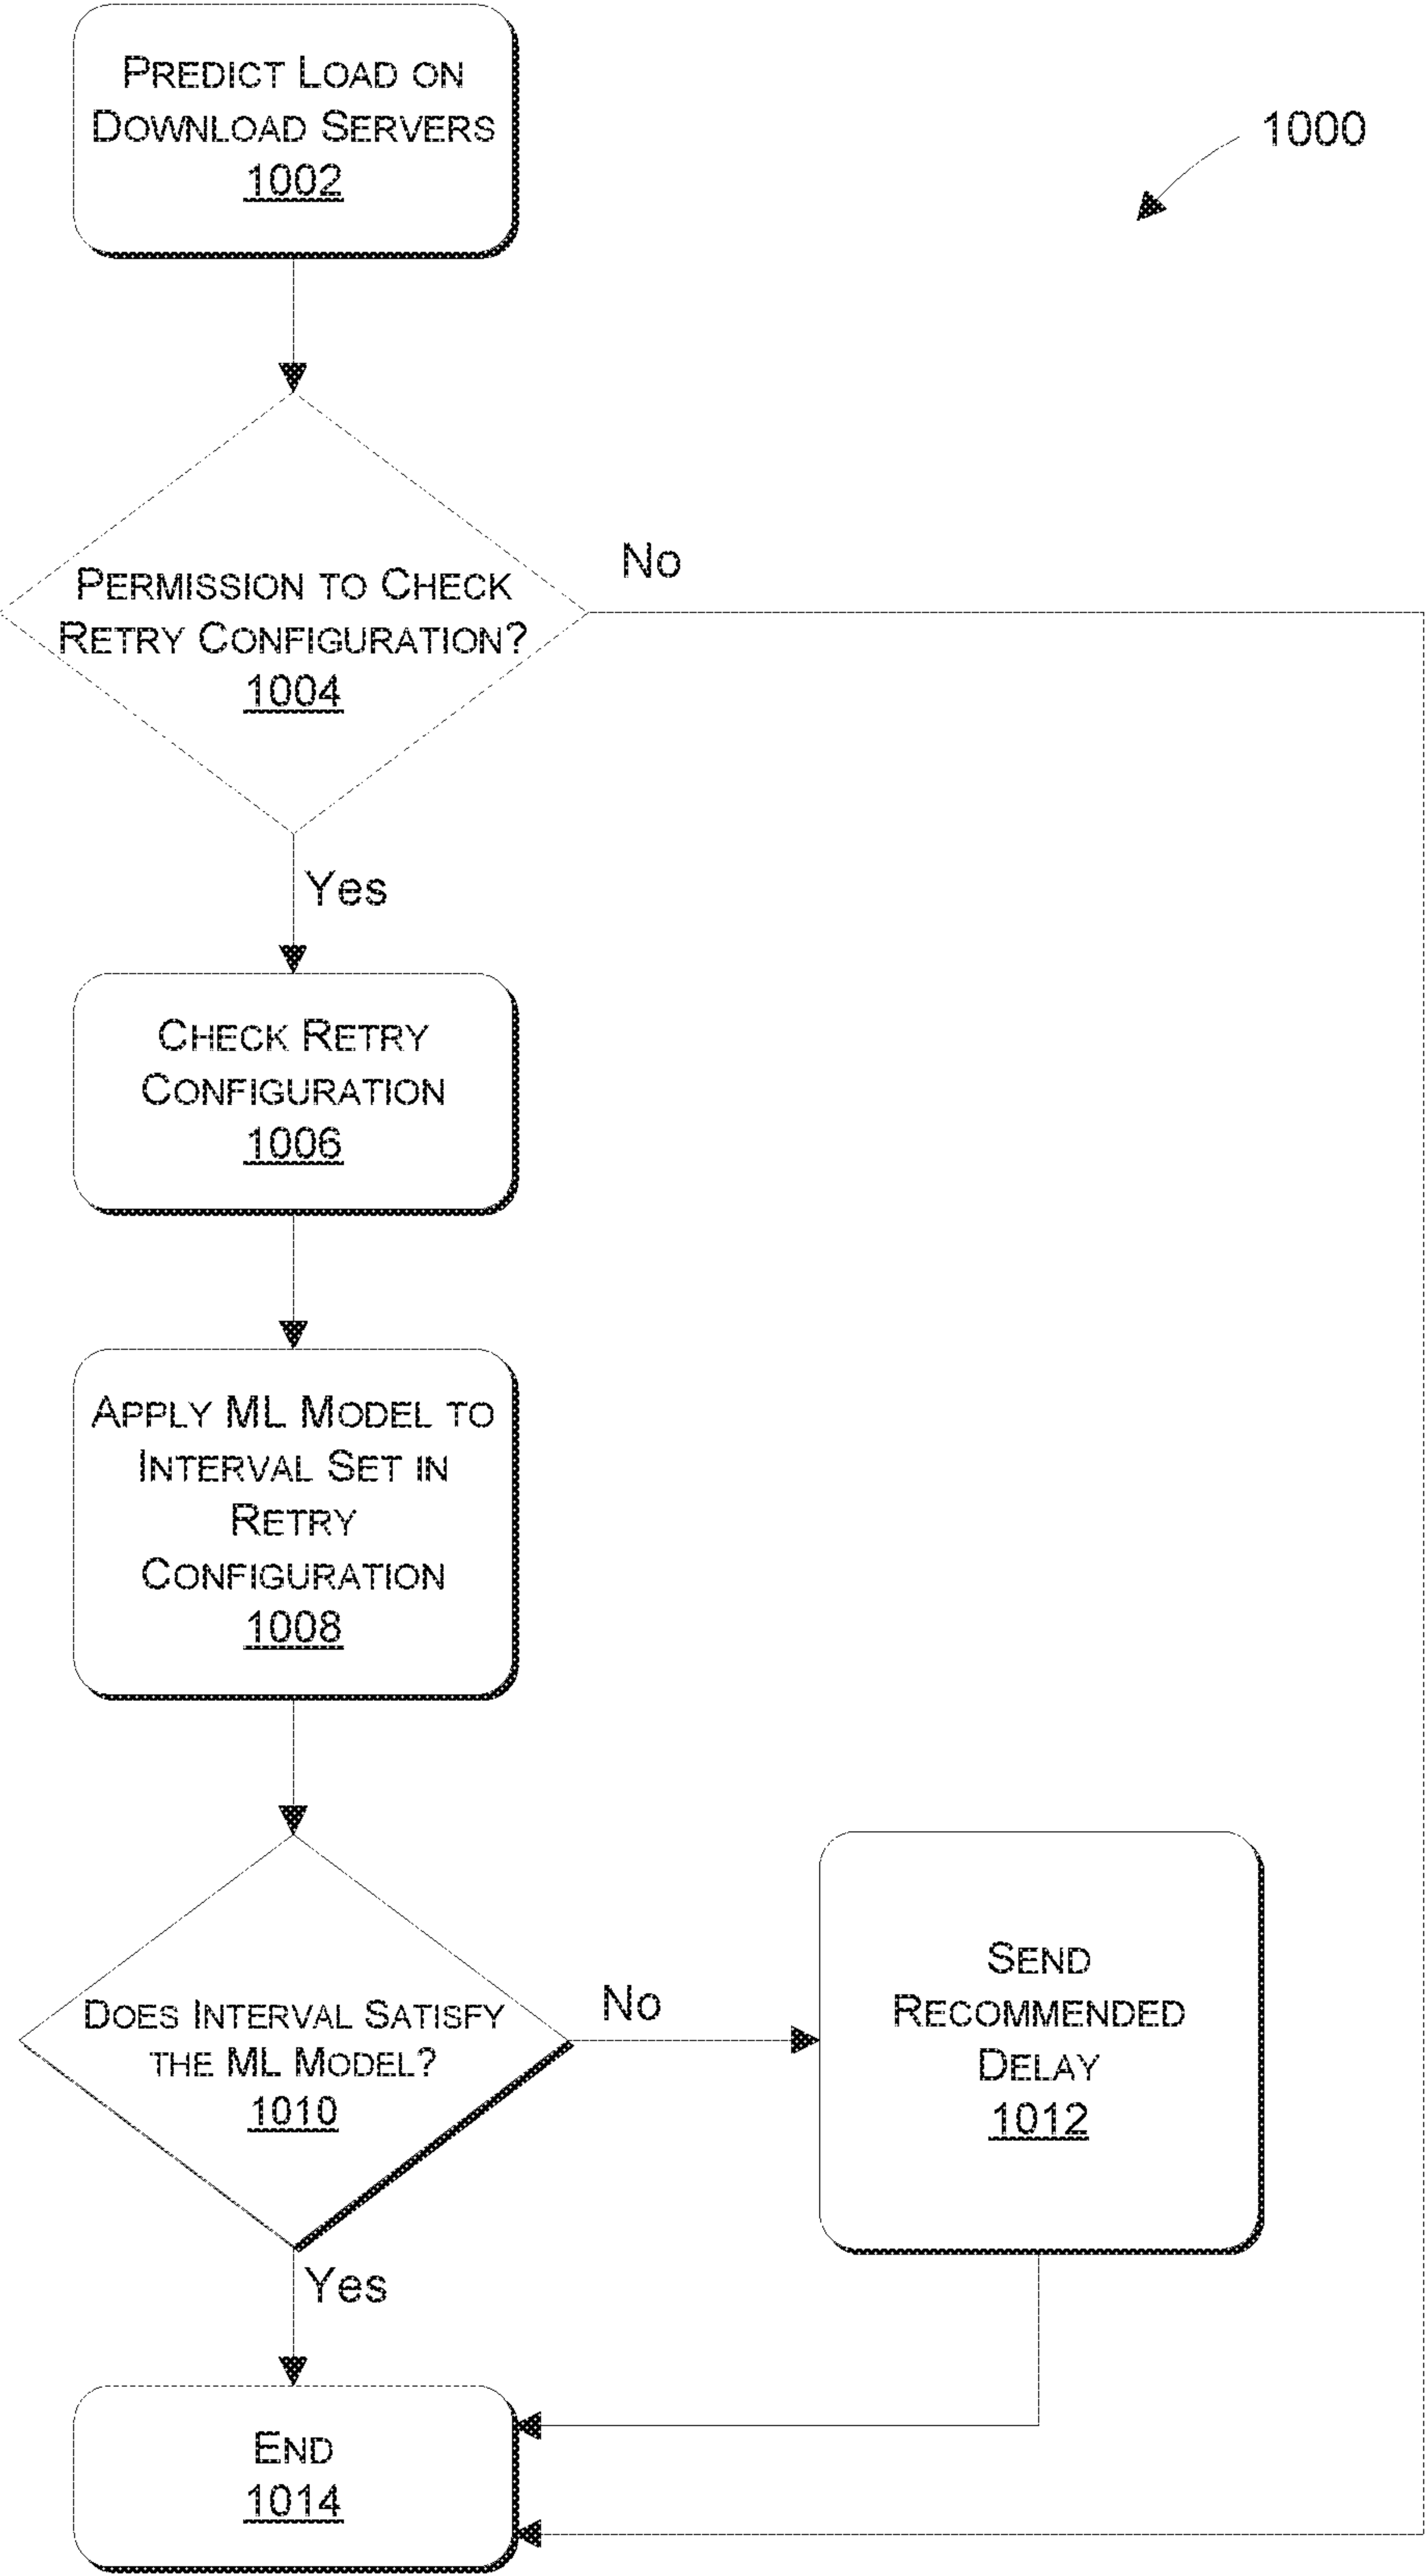 PREDICT LOAD ON
DOWNLOAD SERVERS
1002
1000
PERMISSION TO CHECK
RETRY CONFIGURATION?
1004
No
Yes
CHECK RETRY
CONFIGURATION
1006
APPLY ML MODEL TO
INTERVAL SET IN
RETRY
CONFIGURATION
1008
DOES INTERVAL SATISFY
THE ML MODEL?
1010
No
SEND
RECOMMENDED
DELAY
1012
Yes
END
1014